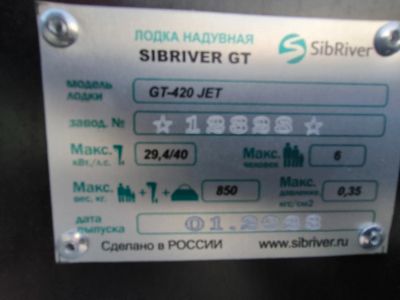 ЛОДКА НАДУВНАЯ
SIBRIVER GT
SibRiver
модель лодки GT-420 JET
завод. № ☆ ☆
Макс. кВт./л.с. 29,4/40 Макс. человек 6
Макс. вес, кг. + + 850 Макс. давление, кгс/см2 0,35
дата выпуска
Сделано в РОССИИ www.sibriver.ru